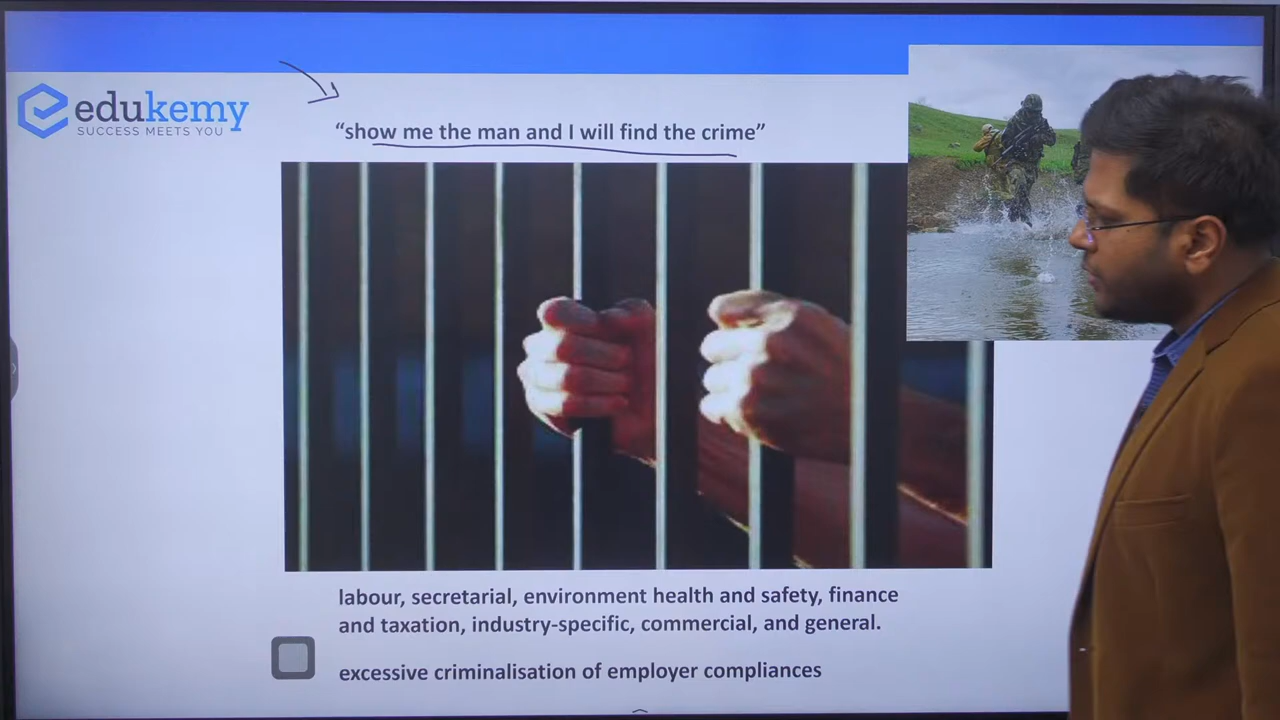 edukemy
SUCCESS MEETS YOU
“show me the man and I will find the crime”
labour, secretarial, environment health and safety, finance
and taxation, industry-specific, commercial, and general.
excessive criminalisation of employer compliances